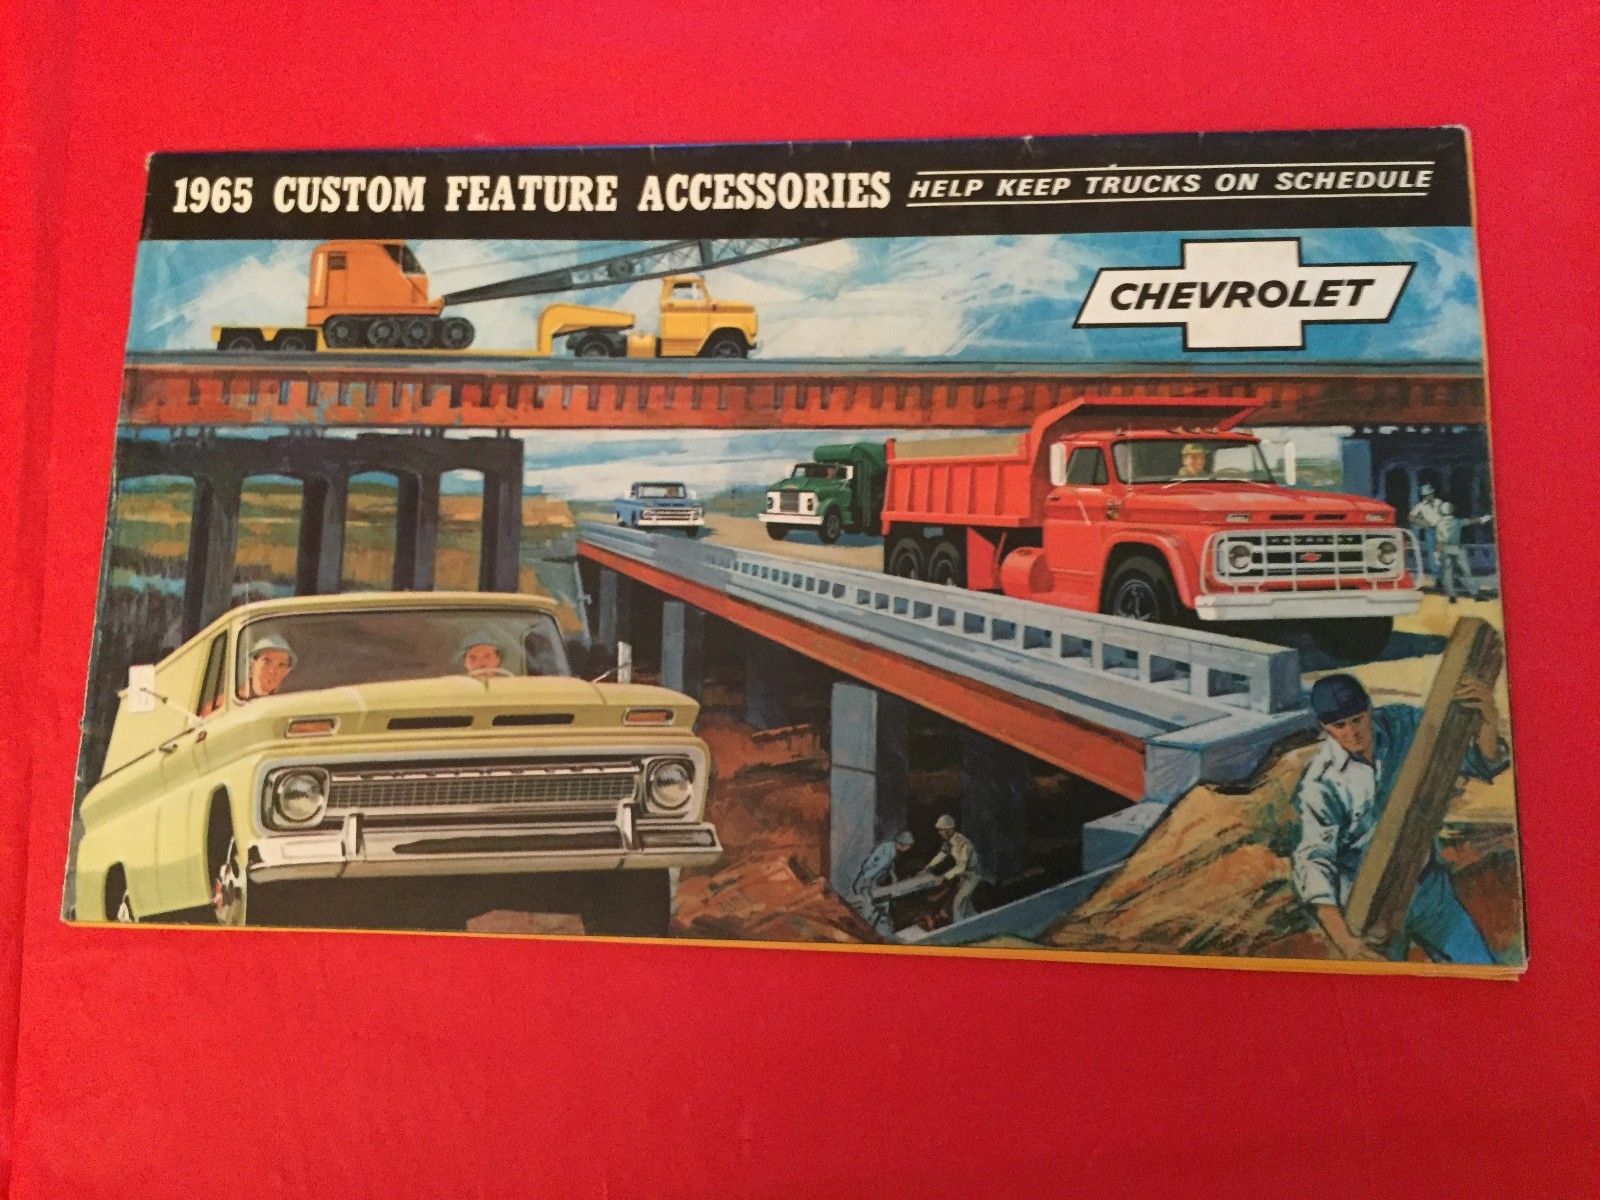 1965 CUSTOM FEATURE ACCESSORIES HELP KEEP TRUCKS ON SCHEDULE
CHEVROLET